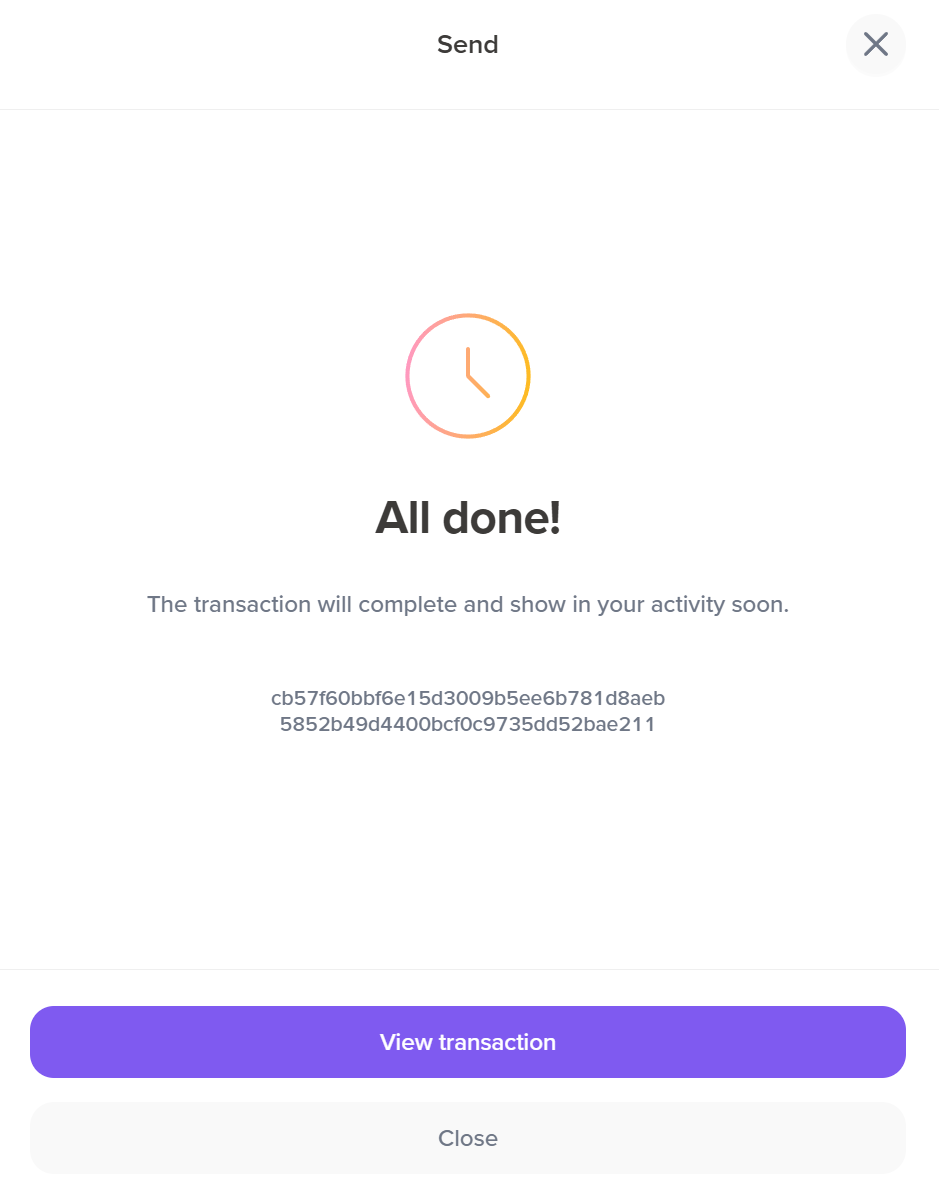 Send
All done!
The transaction will complete and show in your activity soon.
cb57f60bbf6e15d3009b5ee6b781d8aeb
5852b49d4400bcf0c9735dd52bae211
View transaction
Close